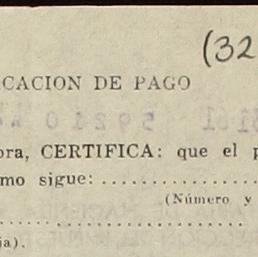 (32
CACION DE PAGO
ora, CERTIFICA: que el p
mo sigue:..................
(Número y
ja).